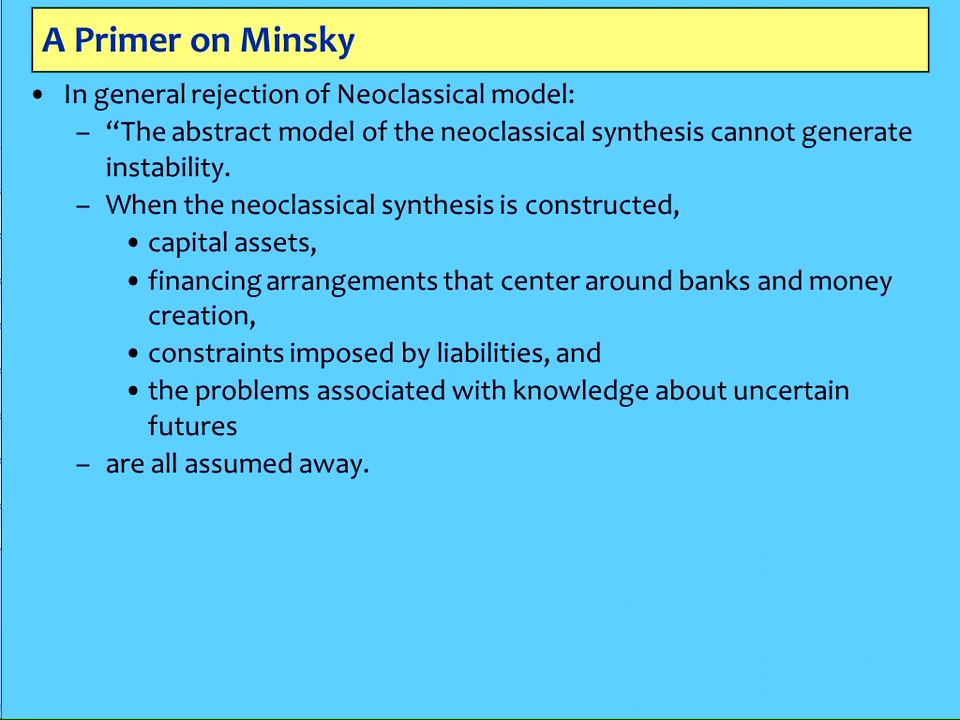 A Primer on Minsky
• In general rejection of Neoclassical model:
– “The abstract model of the neoclassical synthesis cannot generate
instability.
– When the neoclassical synthesis is constructed,
• capital assets,
• financing arrangements that center around banks and money
creation,
• constraints imposed by liabilities, and
• the problems associated with knowledge about uncertain
futures
– are all assumed away.